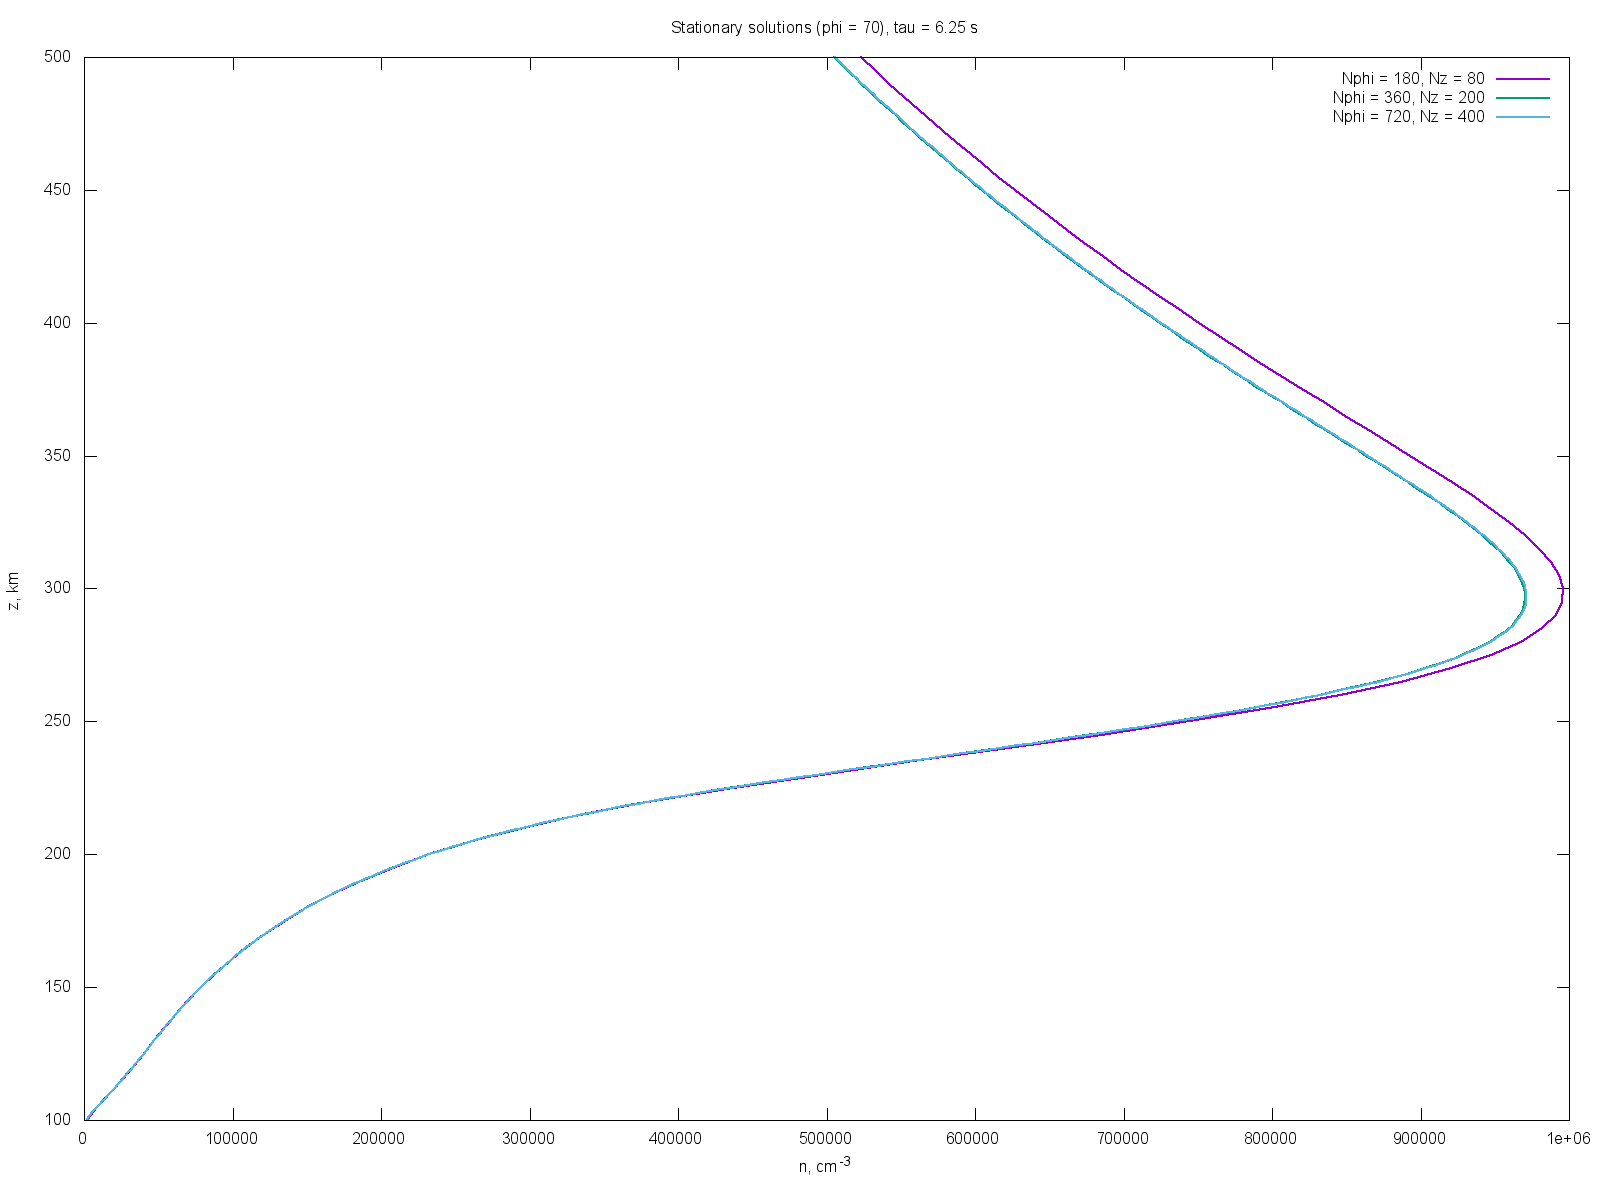 Stationary solutions (phi = 70), tau = 6.25 s
500
450
400
350
300
250
200
150
100
z, km
Nphi = 180, Nz = 80
Nphi = 360, Nz = 200
Nphi = 720, Nz = 400
0 100000 200000 300000 400000 500000 600000 700000 800000 900000 1e+06
n, cm⁻³